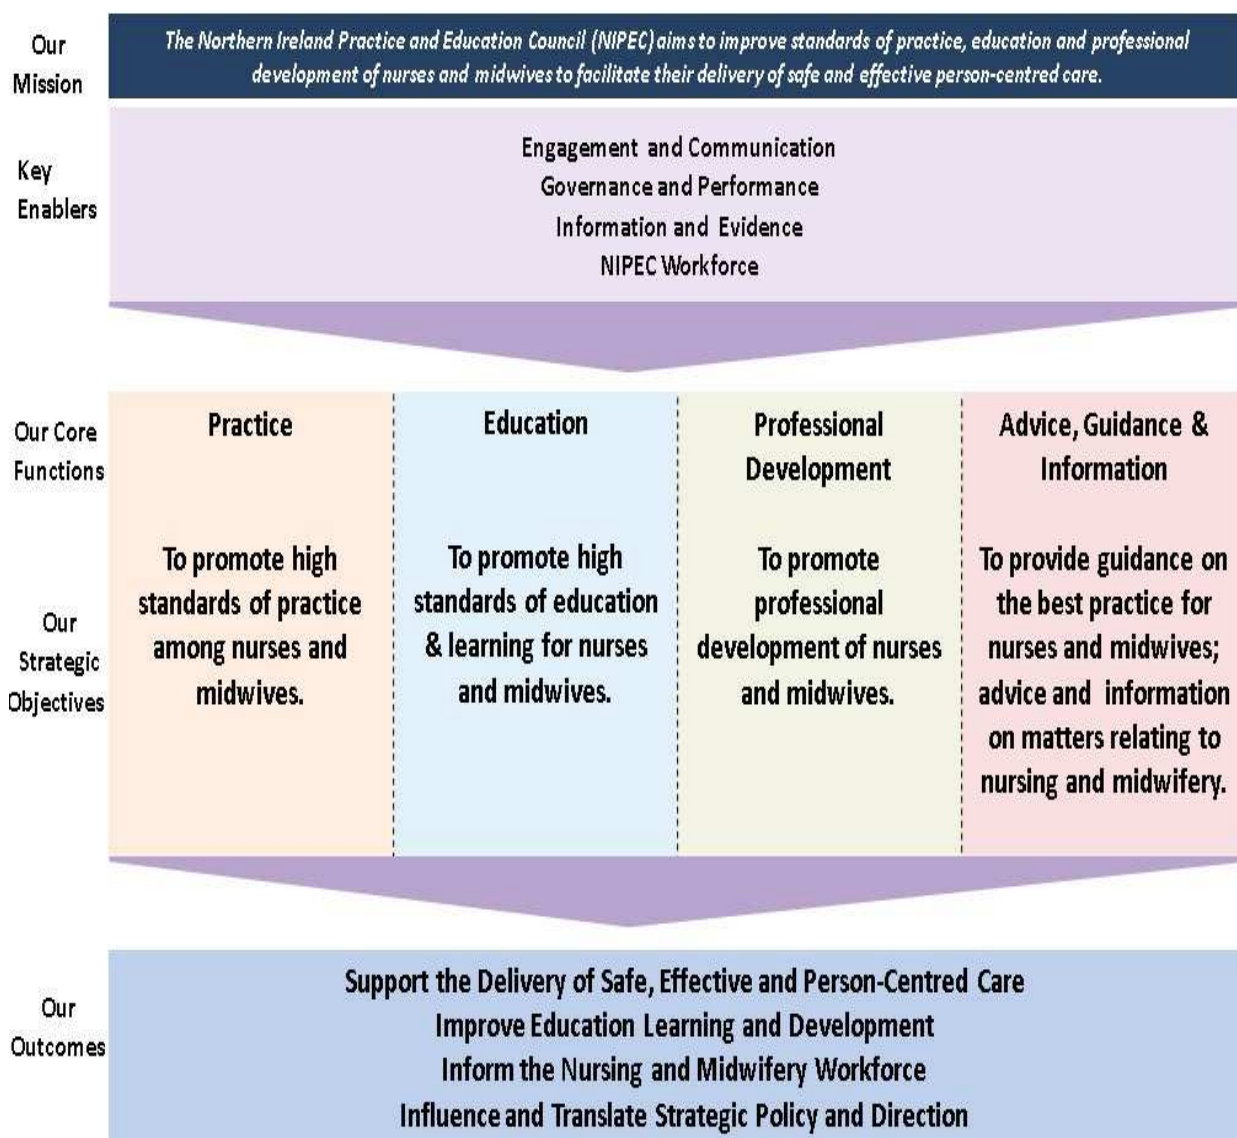 Our
Mission
The Northern Ireland Practice and Education Council (NIPEC) aims to improve standards of practice, education and professional
development of nurses and midwives to facilitate their delivery of safe and effective person-centred care.
Key
Enablers
Engagement and Communication
Governance and Performance
Information and Evidence
NIPEC Workforce
Our Core
Functions
Practice
Education
Professional
Development
Advice, Guidance &
Information
Our
Strategic
Objectives
To promote high
standards of practice
among nurses and
midwives.
To promote high
standards of education
& learning for nurses
and midwives.
To promote
professional
development of nurses
and midwives.
To provide guidance on
the best practice for
nurses and midwives;
advice and information
on matters relating to
nursing and midwifery.
Our
Outcomes
Support the Delivery of Safe, Effective and Person-Centred Care
Improve Education Learning and Development
Inform the Nursing and Midwifery Workforce
Influence and Translate Strategic Policy and Direction